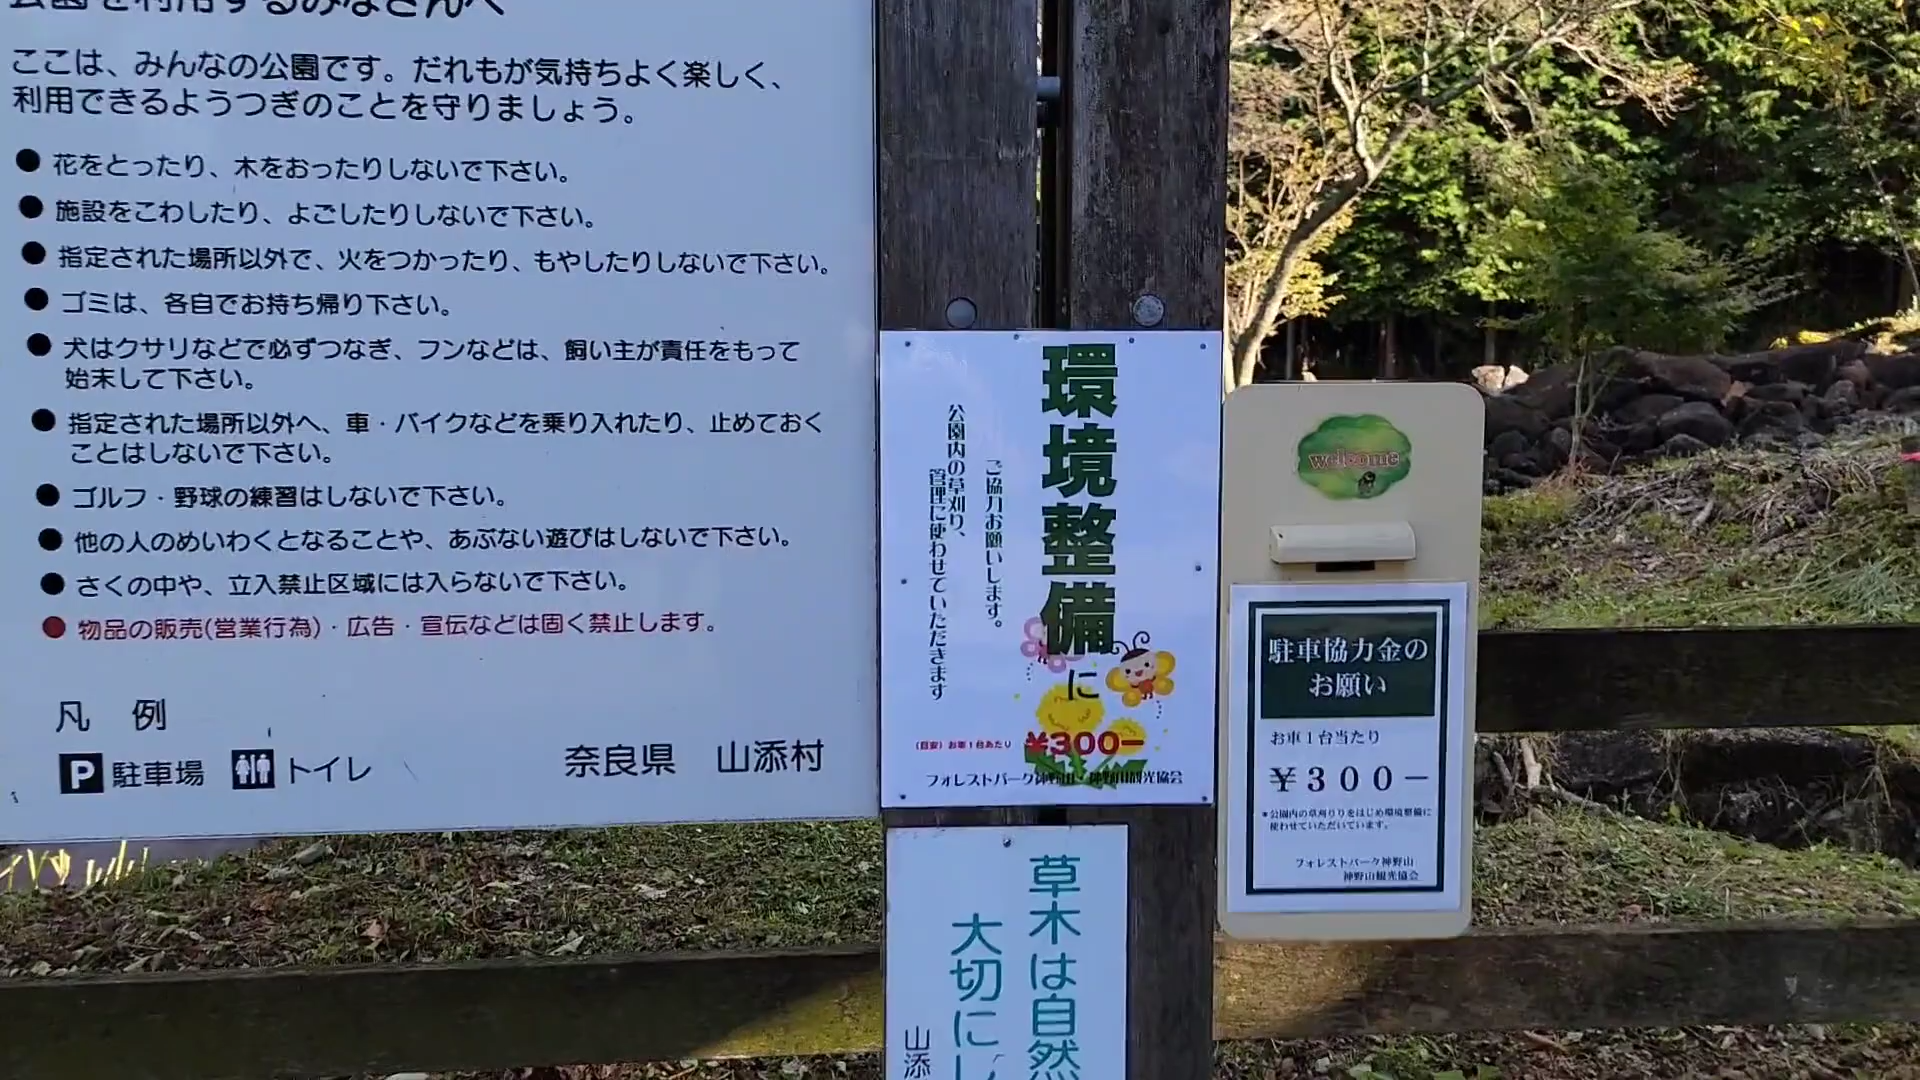 公園を利用するみなさんへ
ここは、みんなの公園です。だれもが気持ちよく楽しく、
利用できるようつぎのことを守りましょう。
● 花をとったり、木をおったりしないで下さい。
● 施設をこわしたり、よごしたりしないで下さい。
● 指定された場所以外で、火をつかったり、もやしたりしないで下さい。
● ゴミは、各自でお持ち帰り下さい。
● 犬はクサリなどで必ずつなぎ、フンなどは、飼い主が責任をもって
始末して下さい。
● 指定された場所以外へ、車・バイクなどを乗り入れたり、止めておく
ことはしないで下さい。
● ゴルフ・野球の練習はしないで下さい。
● 他の人のめいわくとなることや、あぶない遊びはしないで下さい。
● さくの中や、立入禁止区域には入らないで下さい。
● 物品の販売(営業行為)・広告・宣伝などは固く禁止します。
凡 例
P 駐車場 トイレ
奈良県 山添村
環境整備に
ご協力お願いします。
公園内の草刈り、
管理に使わせていただきます
(目安)お車1台あたり ¥300ー
フォレストパーク神野山・神野山観光協会
草木は自然
大切にし
山添
welcome
駐車協力金の
お願い
お車1台当たり
¥300ー
*公園内の草刈りをはじめ環境整備に
使わせていただいています。
フォレストパーク神野山
神野山観光協会